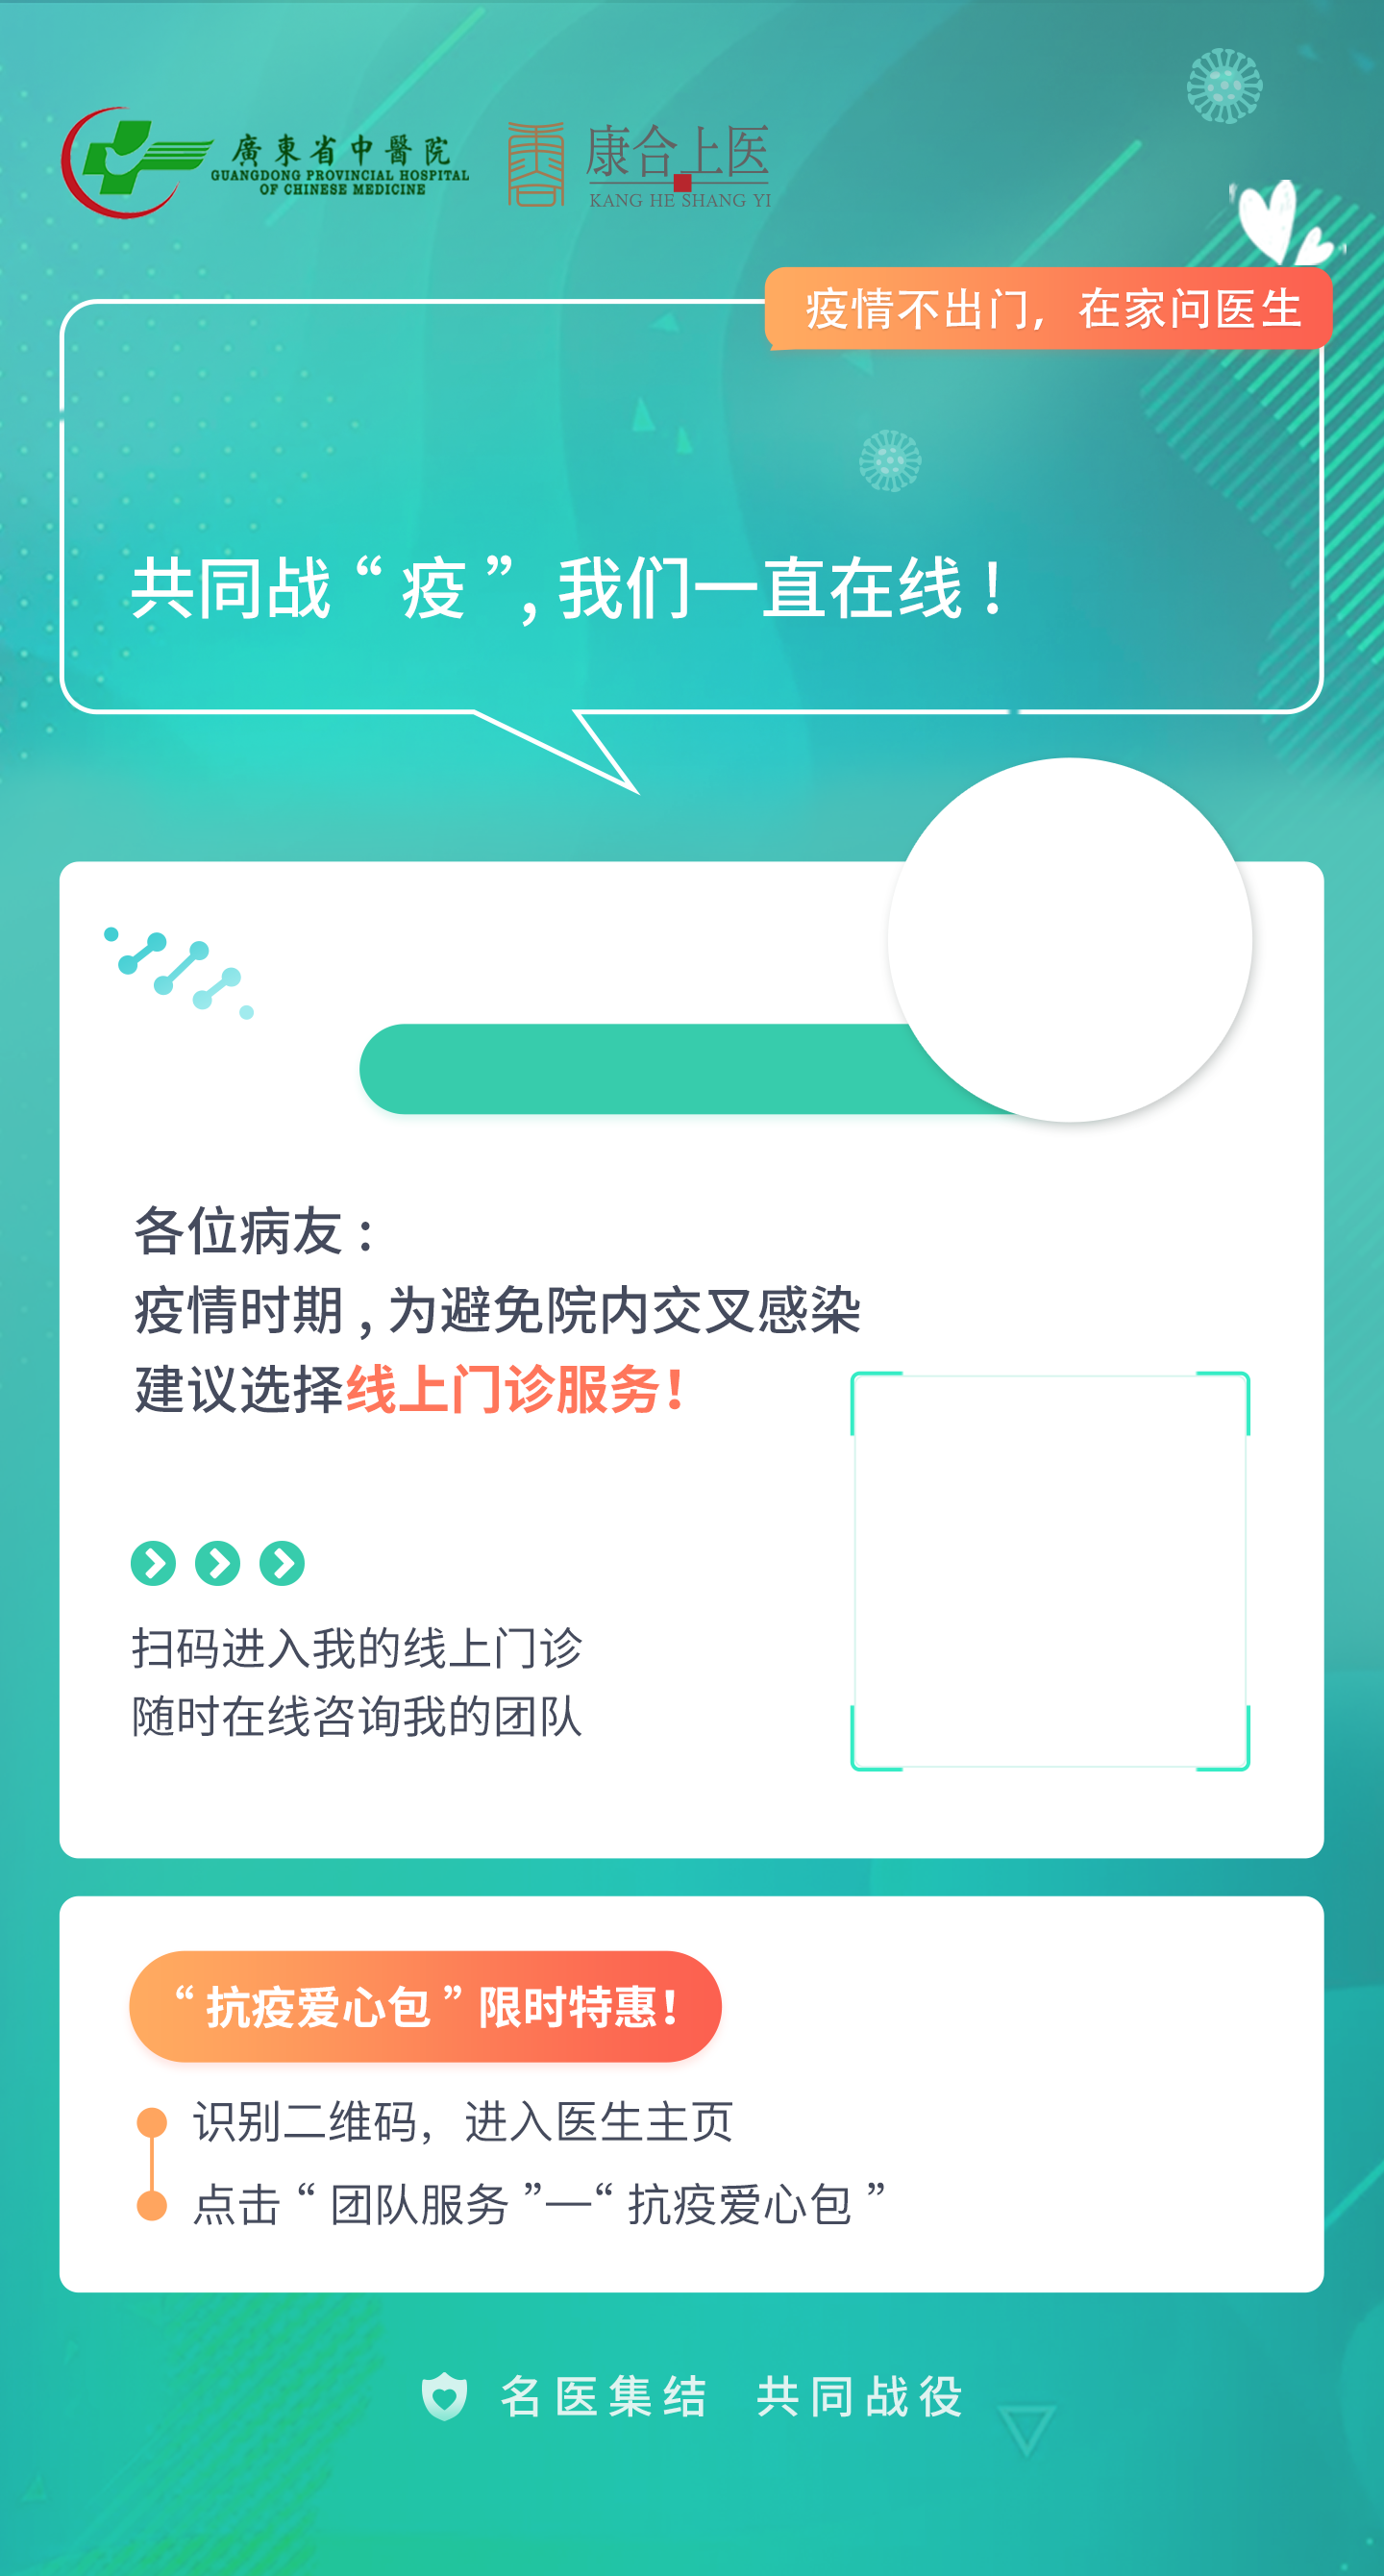 廣東省中醫院
GUANGDONG PROVINCIAL HOSPITAL
OF CHINESE MEDICINE
康合上医
KANG HE SHANG YI
疫情不出门，在家问医生
共同战“疫”，我们一直在线！
各位病友：
疫情时期，为避免院内交叉感染
建议选择线上门诊服务！
扫码进入我的线上门诊
随时在线咨询我的团队
“抗疫爱心包”限时特惠！
识别二维码，进入医生主页
点击“团队服务”—“抗疫爱心包”
名医集结 共同战役